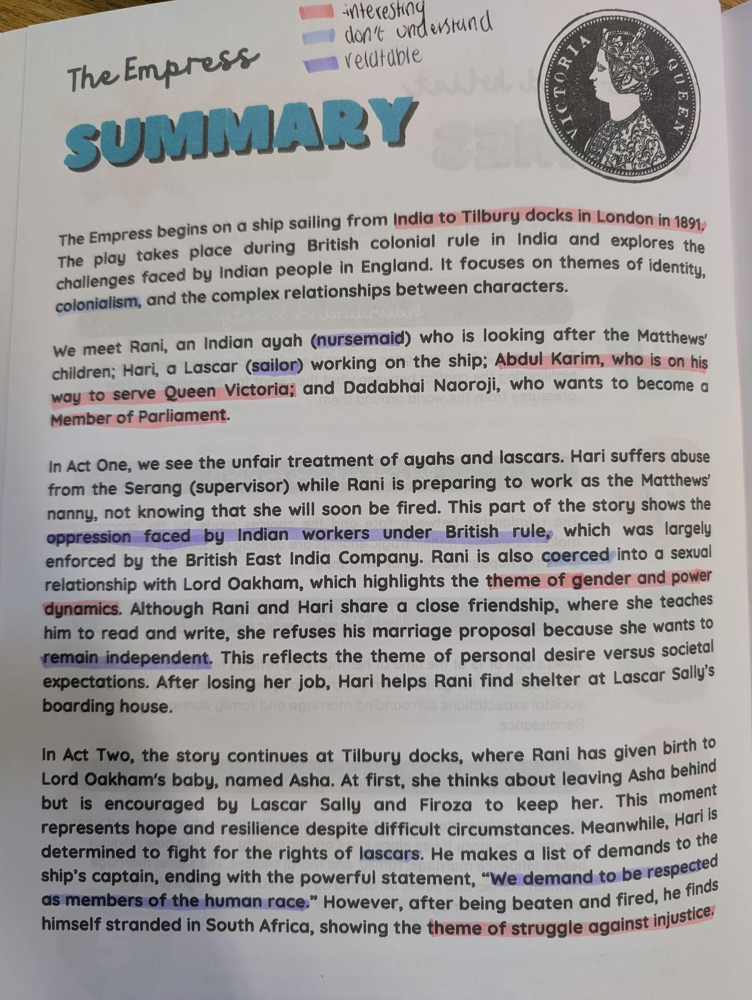 interesting
don't understand
relatable
The Empress
SUMMARY
VICTORIA QUEEN
The Empress begins on a ship sailing from India to Tilbury docks in London in 1891.
The play takes place during British colonial rule in India and explores the
challenges faced by Indian people in England. It focuses on themes of identity,
colonialism, and the complex relationships between characters.
We meet Rani, an Indian ayah (nursemaid) who is looking after the Matthews'
children; Hari, a Lascar (sailor) working on the ship; Abdul Karim, who is on his
way to serve Queen Victoria; and Dadabhai Naoroji, who wants to become a
Member of Parliament.
In Act One, we see the unfair treatment of ayahs and lascars. Hari suffers abuse
from the Serang (supervisor) while Rani is preparing to work as the Matthews'
nanny, not knowing that she will soon be fired. This part of the story shows the
oppression faced by Indian workers under British rule, which was largely
enforced by the British East India Company. Rani is also coerced into a sexual
relationship with Lord Oakham, which highlights the theme of gender and power
dynamics. Although Rani and Hari share a close friendship, where she teaches
him to read and write, she refuses his marriage proposal because she wants to
remain independent. This reflects the theme of personal desire versus societal
expectations. After losing her job, Hari helps Rani find shelter at Lascar Sally's
boarding house.
In Act Two, the story continues at Tilbury docks, where Rani has given birth to
Lord Oakham's baby, named Asha. At first, she thinks about leaving Asha behind
but is encouraged by Lascar Sally and Firoza to keep her. This moment
represents hope and resilience despite difficult circumstances. Meanwhile, Hari is
determined to fight for the rights of lascars. He makes a list of demands to the
ship's captain, ending with the powerful statement, "We demand to be respected
as members of the human race." However, after being beaten and fired, he finds
himself stranded in South Africa, showing the theme of struggle against injustice.